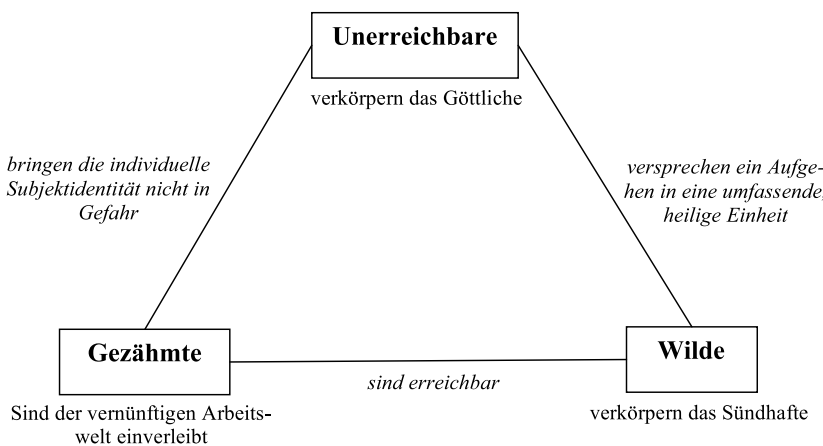 Unerreichbare
verkörpern das Göttliche
bringen die individuelle
Subjektidentität nicht in
Gefahr
versprechen ein Aufge-
hen in eine umfassende,
heilige Einheit
Gezähmte
Wilde
sind erreichbar
Sind der vernünftigen Arbeits-
welt einverleibt
verkörpern das Sündhafte